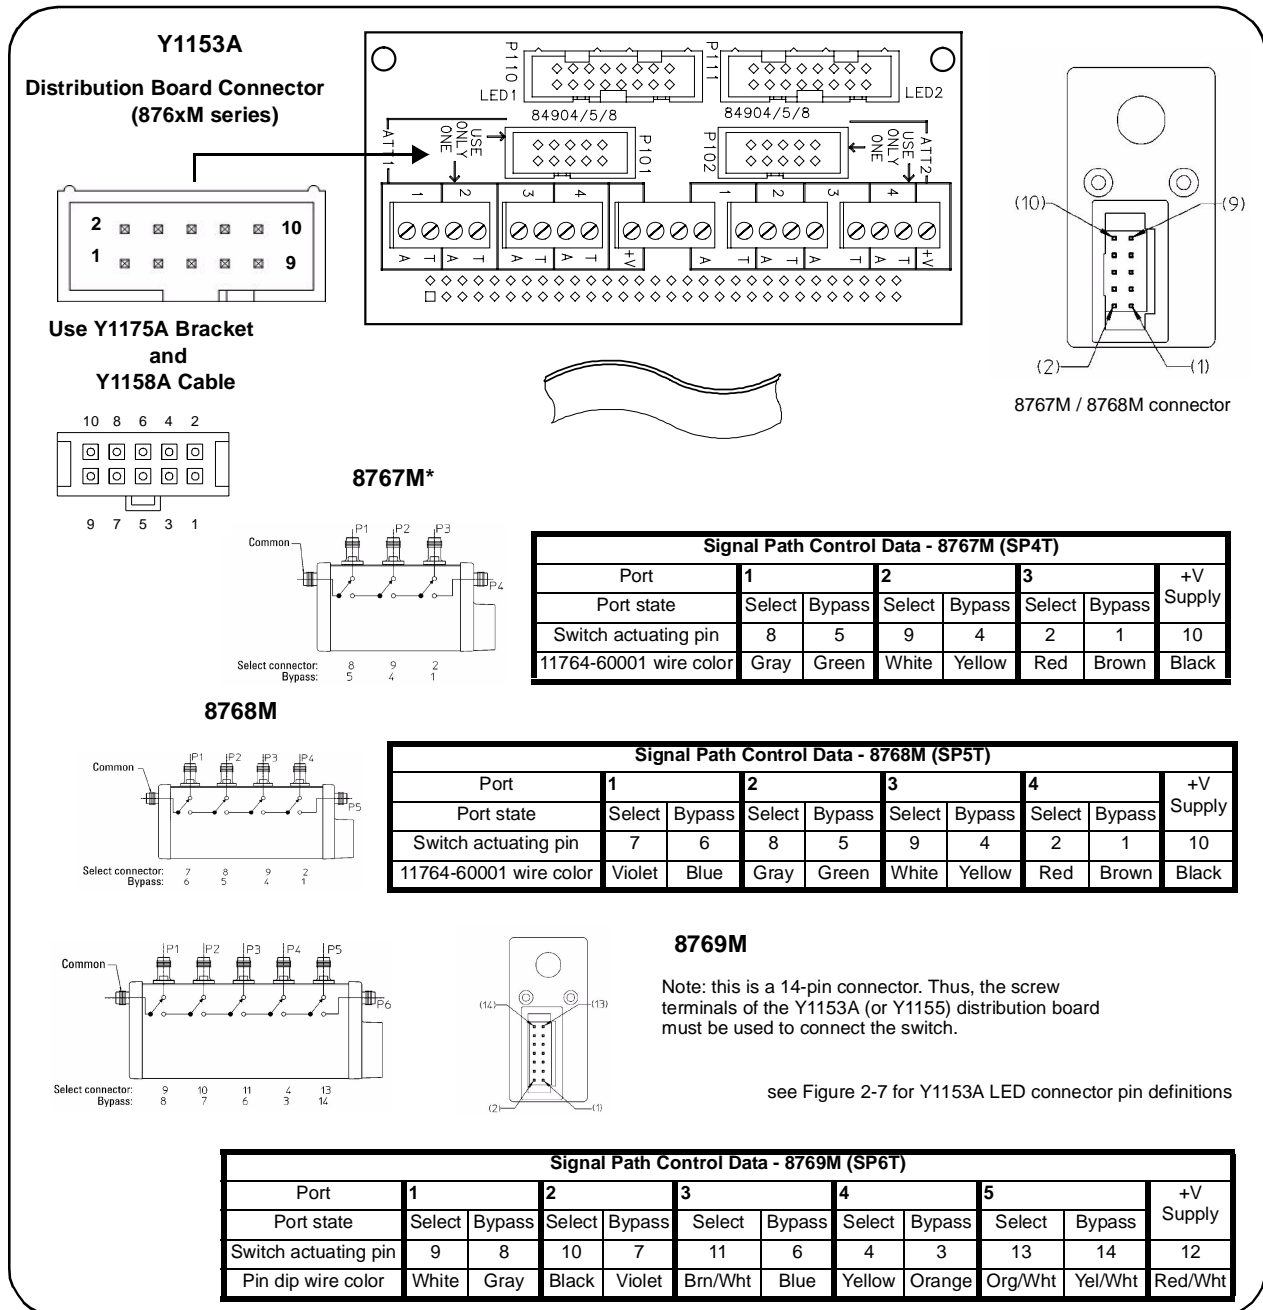 Y1153A
Distribution Board Connector
(876xM series)
P110
P111
LED1
LED2
84904/5/8
84904/5/8
ATT1
USE
ONLY
ONE
P101
P102
USE
ONLY
ONE
ATT2
1 2 3 4 1 2 3 4
A T T A T A T +V A T T A T A T +V
2 10
1 9
(10) (9)
(2) (1)
8767M / 8768M connector
Use Y1175A Bracket
and
Y1158A Cable
10 8 6 4 2
9 7 5 3 1
8767M*
Common
P1 P2 P3
P4
Select connector: 8 9 2
Bypass: 5 4 1
Signal Path Control Data - 8767M (SP4T)
Port 1 2 3 +V Supply
Port state Select Bypass Select Bypass Select Bypass
Switch actuating pin 8 5 9 4 2 1 10
11764-60001 wire color Gray Green White Yellow Red Brown Black
8768M
Common
P1 P2 P3 P4
P5
Select connector: 7 8 9 2
Bypass: 6 5 4 1
Signal Path Control Data - 8768M (SP5T)
Port 1 2 3 4 +V Supply
Port state Select Bypass Select Bypass Select Bypass Select Bypass
Switch actuating pin 7 6 8 5 9 4 2 1 10
11764-60001 wire color Violet Blue Gray Green White Yellow Red Brown Black
Common
P1 P2 P3 P4 P5
P6
Select connector: 9 10 11 4 13
Bypass: 8 7 6 3 14
(14) (13)
(2) (1)
8769M
Note: this is a 14-pin connector. Thus, the screw
terminals of the Y1153A (or Y1155) distribution board
must be used to connect the switch.
see Figure 2-7 for Y1153A LED connector pin definitions
Signal Path Control Data - 8769M (SP6T)
Port 1 2 3 4 5 +V Supply
Port state Select Bypass Select Bypass Select Bypass Select Bypass Select Bypass
Switch actuating pin 9 8 10 7 11 6 4 3 13 14 12
Pin dip wire color White Gray Black Violet Brn/Wht Blue Yellow Orange Org/Wht Yel/Wht Red/Wht